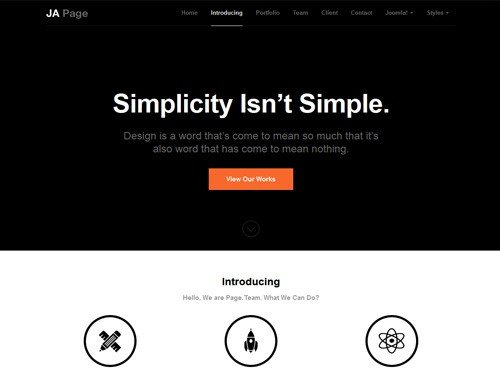 JA Page
Home Introducing Portfolio Team Client Contact Joomla! Styles
Simplicity Isn’t Simple.
Design is a word that’s come to mean so much that it’s
also word that has come to mean nothing.
View Our Works
Introducing
Hello, We are Page.Team. What We Can Do?